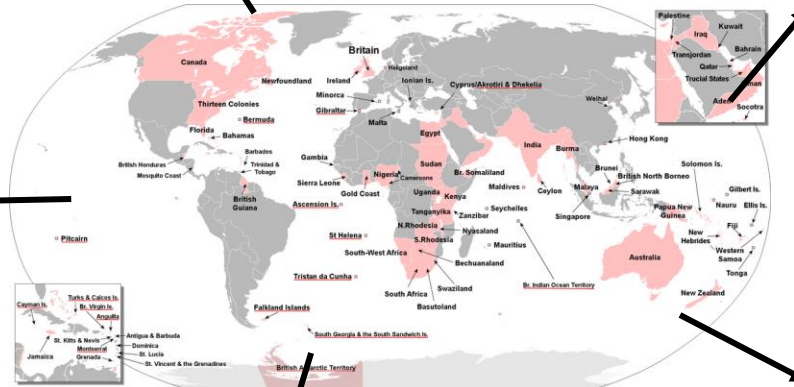 Palestine
Iraq
Kuwait
Transjordan
Bahrain
Qatar
Trucial States
Oman
Aden
Socotra
Canada
Britain
Heligoland
Newfoundland
Ireland
Ionian Is.
Cyprus/Akrotiri & Dhekelia
Minorca
Thirteen Colonies
Gibraltar
Weihai
Bermuda
Malta
Florida
Bahamas
Egypt
Hong Kong
India
Burma
British Honduras
Barbados
Mesquito Coast
Trinidad &
Tobago
Gambia
Sudan
Br. Somaliland
Brunei
British North Borneo
Solomon Is.
Nigeria
Cameroons
Sierra Leone
Gold Coast
Uganda
Kenya
Maldives
Ceylon
Malaya
Sarawak
Gilbert Is.
Nauru
Ellis Is.
British
Guiana
Ascension Is.
Tanganyika
Zanzibar
Seychelles
Singapore
Papua New
Guinea
Fiji
Pitcairn
St Helena
N.Rhodesia
Nyasaland
S.Rhodesia
Mauritius
New
Hebrides
Western
Samoa
Tonga
South-West Africa
Bechuanaland
Br. Indian Ocean Territory
Australia
Tristan da Cunha
South Africa
Swaziland
Basutoland
New Zealand
Falkland Islands
South Georgia & the South Sandwich Is.
British Antarctic Territory
Turks & Caicos Is.
Cayman Is.
Br. Virgin Is.
Anguilla
St. Kitts & Nevis
Antigua & Barbuda
Montserrat
Dominica
Jamaica
St. Lucia
Grenada
St. Vincent & the Grenadines